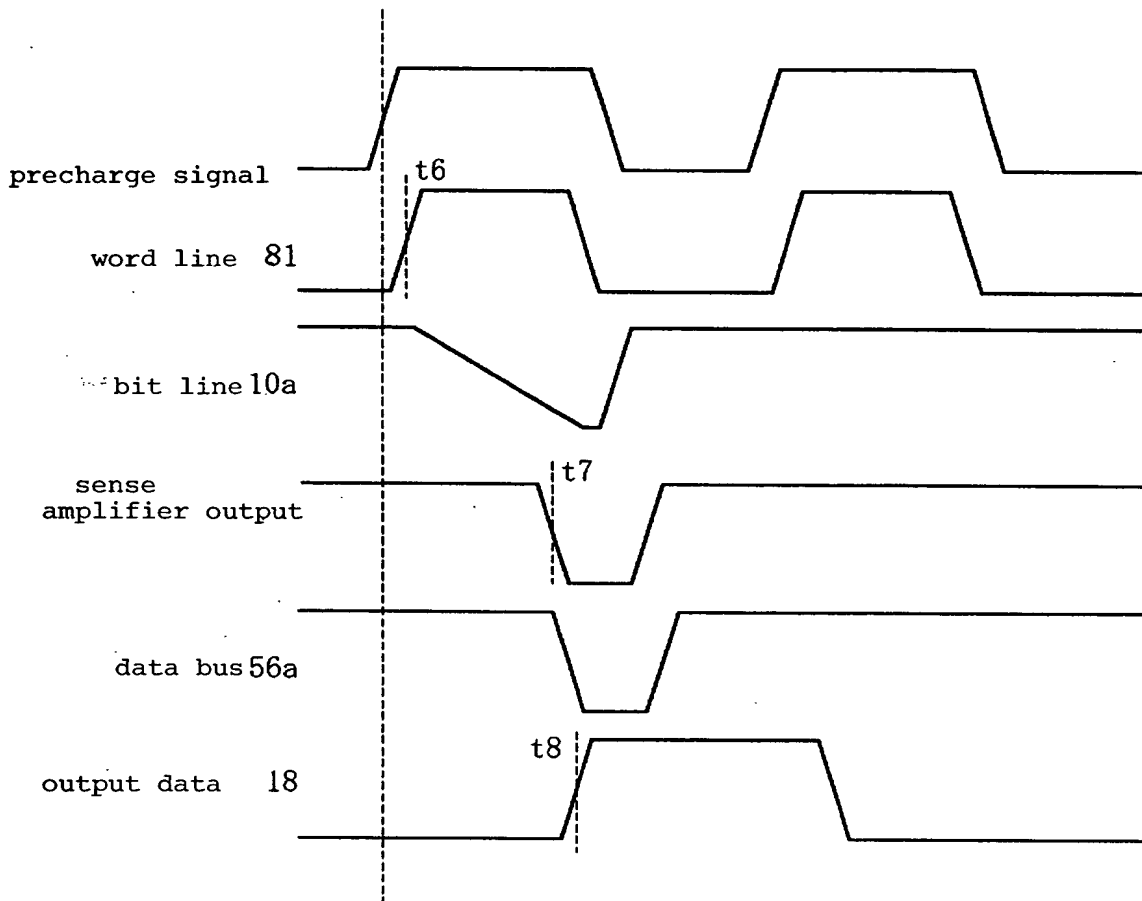 precharge signal
t6
word line 81
bit line 10a
t7
sense
amplifier output
data bus 56a
t8
output data 18